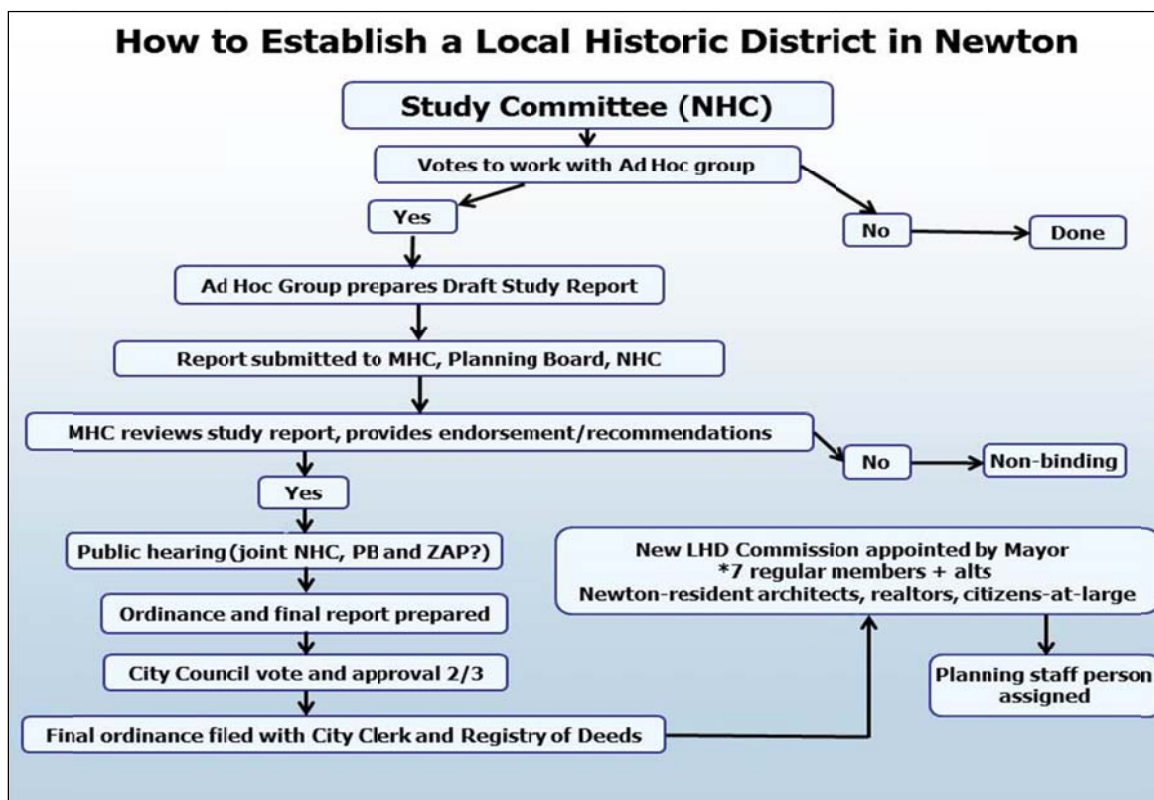 How to Establish a Local Historic District in Newton
Study Committee (NHC)
Votes to work with Ad Hoc group
Yes
No
Done
Ad Hoc Group prepares Draft Study Report
Report submitted to MHC, Planning Board, NHC
MHC reviews study report, provides endorsement/recommendations
No
Non-binding
Yes
Public hearing (joint NHC, PB and ZAP?)
Ordinance and final report prepared
City Council vote and approval 2/3
Final ordinance filed with City Clerk and Registry of Deeds
New LHD Commission appointed by Mayor
*7 regular members + alts
Newton-resident architects, realtors, citizens-at-large
Planning staff person
assigned